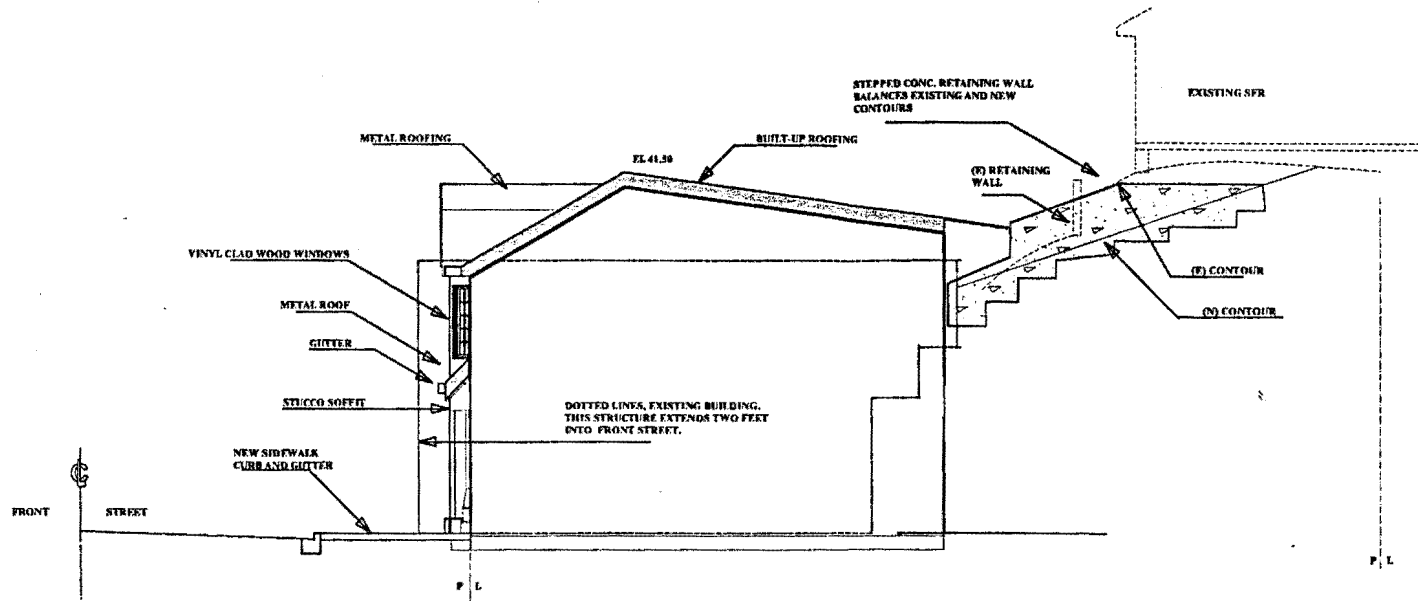 STEPPED CONC. RETAINING WALL
BALANCES EXISTING AND NEW
CONTOURS
EXISTING SFR
METAL ROOFING
EL 41.50
BUILT-UP ROOFING
(E) RETAINING
WALL
VINYL CLAD WOOD WINDOWS
(E) CONTOUR
METAL ROOF
(N) CONTOUR
GUTTER
STUCCO SOFFIT
DOTTED LINES, EXISTING BUILDING.
THIS STRUCTURE EXTENDS TWO FEET
INTO FRONT STREET.
NEW SIDEWALK
CURB AND GUTTER
CL
FRONT STREET
P L
P L